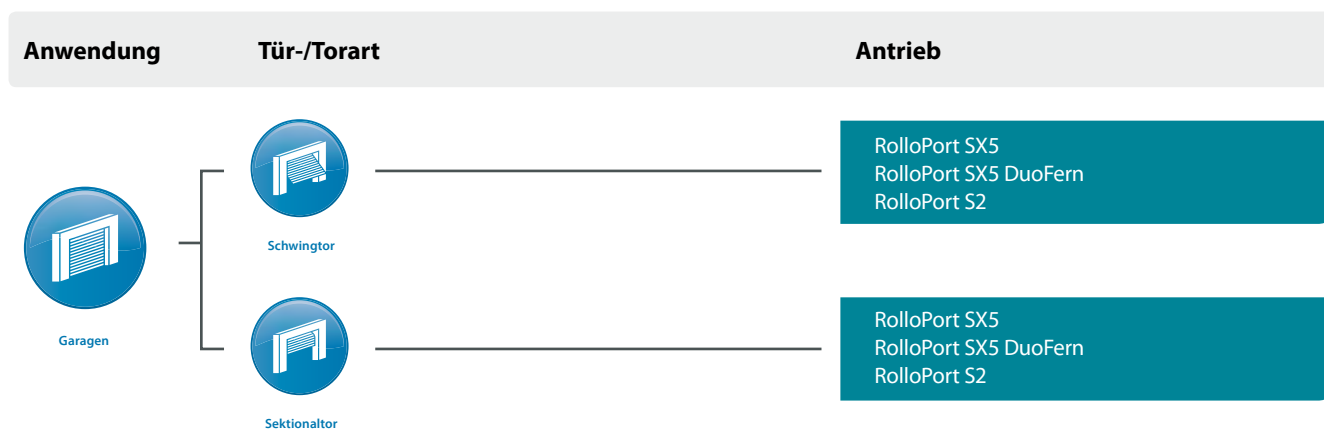 Anwendung Tür-/Torart Antrieb
RolloPort SX5
RolloPort SX5 DuoFern
RolloPort S2
Schwingtor
Garagen
RolloPort SX5
RolloPort SX5 DuoFern
RolloPort S2
Sektionaltor